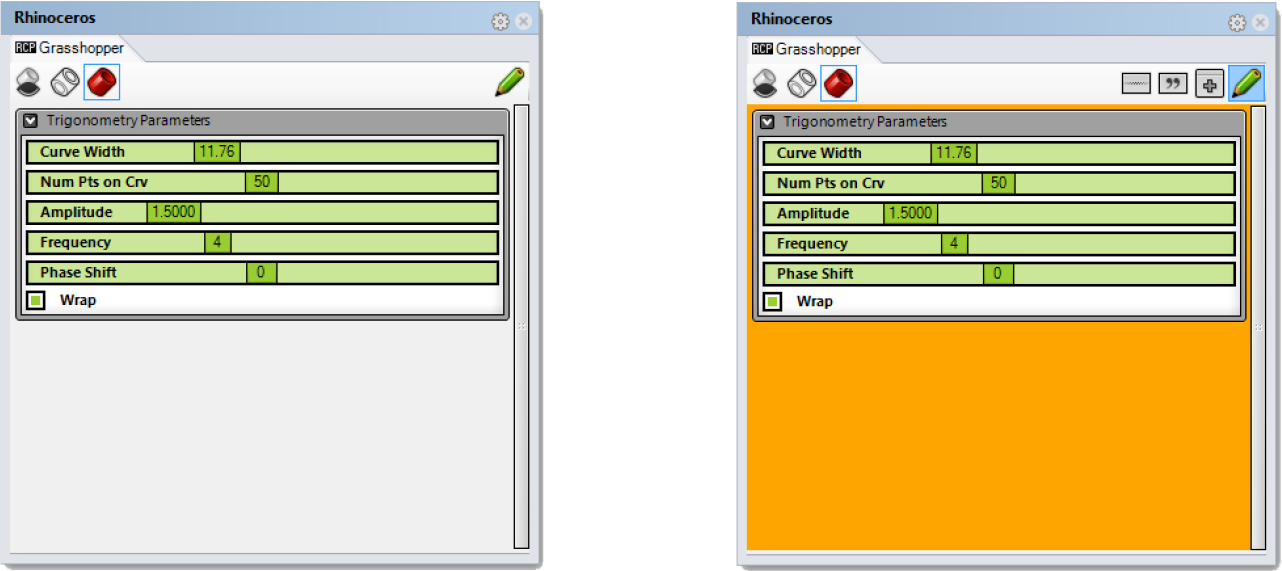 Rhinoceros
RCP Grasshopper
Trigonometry Parameters
Curve Width 11.76
Num Pts on Crv 50
Amplitude 1.5000
Frequency 4
Phase Shift 0
Wrap
Rhinoceros
RCP Grasshopper
Trigonometry Parameters
Curve Width 11.76
Num Pts on Crv 50
Amplitude 1.5000
Frequency 4
Phase Shift 0
Wrap